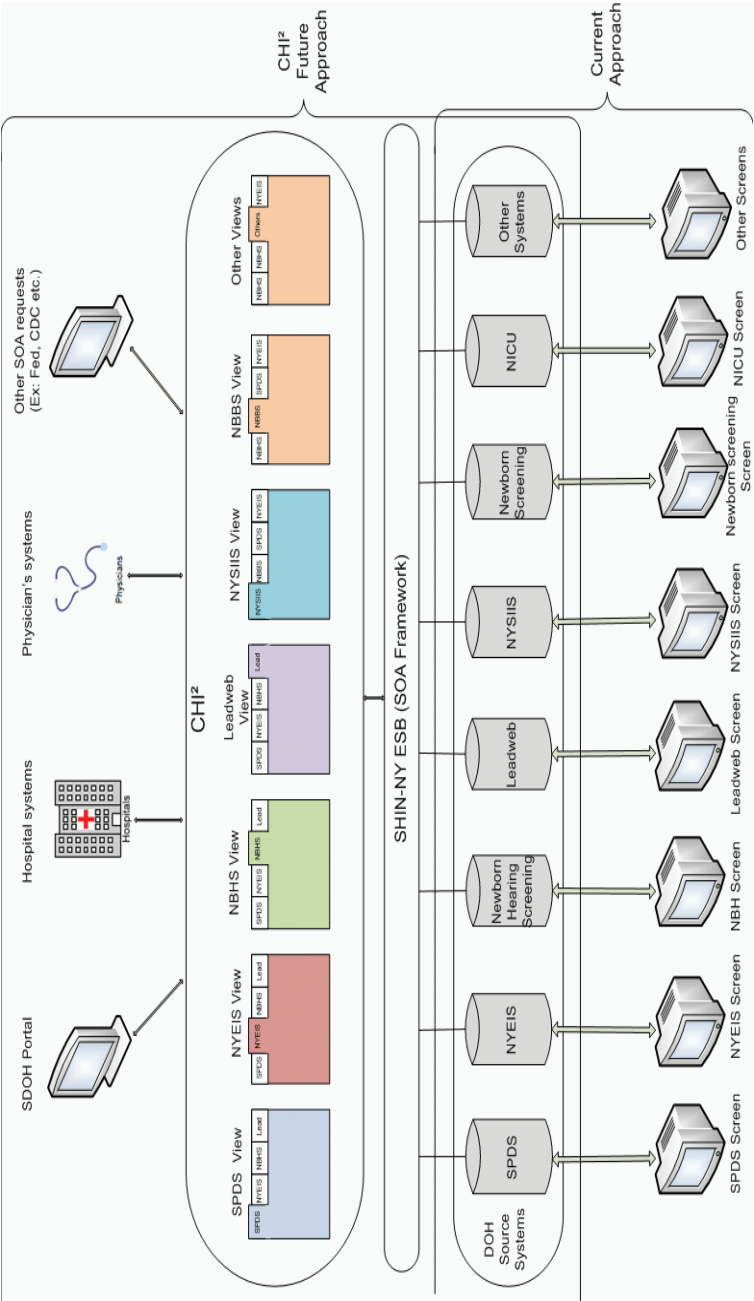 SDOH Portal
Hospital systems
Physician's systems
Other SOA requests
(Ex: Fed, CDC etc.)
Hospitals
Physicians
CHI²
Future
Approach
CHI²
SPDS View
NYEIS View
NBHS View
Leadweb
View
NYSIIS View
NBBS View
Other Views
SPDS
NYEIS
NBHS
Lead
SPDS
NYEIS
NBHS
Lead
SPDS
NYEIS
NBHS
Lead
SPDS
NYEIS
NBHS
Lead
NYSIIS
NBBS
SPDS
NYEIS
NBHS
NBBS
SPDS
NYEIS
NBHS
NBHS
Others
NYEIS
SHIN-NY ESB (SOA Framework)
DOH
Source
Systems
SPDS
NYEIS
Newborn
Hearing
Screening
Leadweb
NYSIIS
Newborn
Screening
NICU
Other
Systems
Current
Approach
SPDS Screen
NYEIS Screen
NBH Screen
Leadweb Screen
NYSIIS Screen
Newborn screening
Screen
NICU Screen
Other Screens